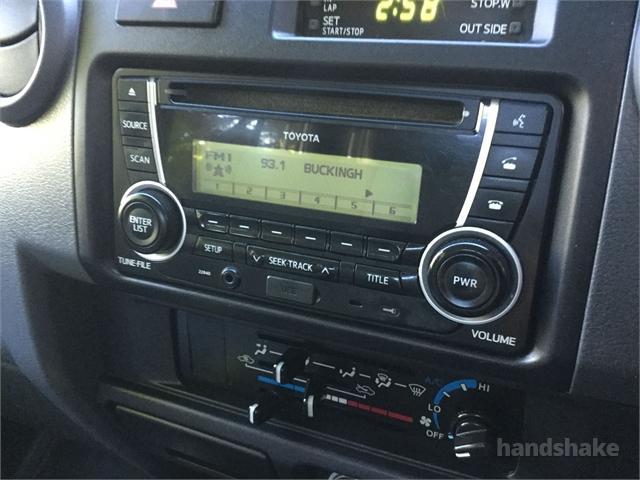 LAP
2:58
STOP.W
SET
START/STOP
OUT SIDE
TOYOTA
SOURCE
SCAN
FM1
93.1 BUCKINGH
1 2 3 4 5 6
ENTER
LIST
TUNE•FILE
SETUP
SEEK•TRACK
TITLE
22840
PWR
VOLUME
A/C
HI
LO
OFF
handshake